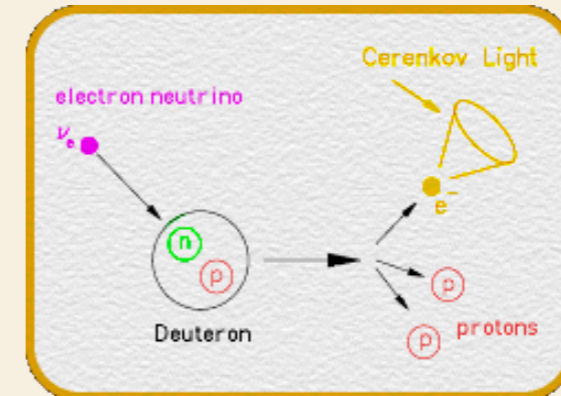 Cerenkov Light
electron neutrino
νe
e-
n
p
p
Deuteron
p
protons